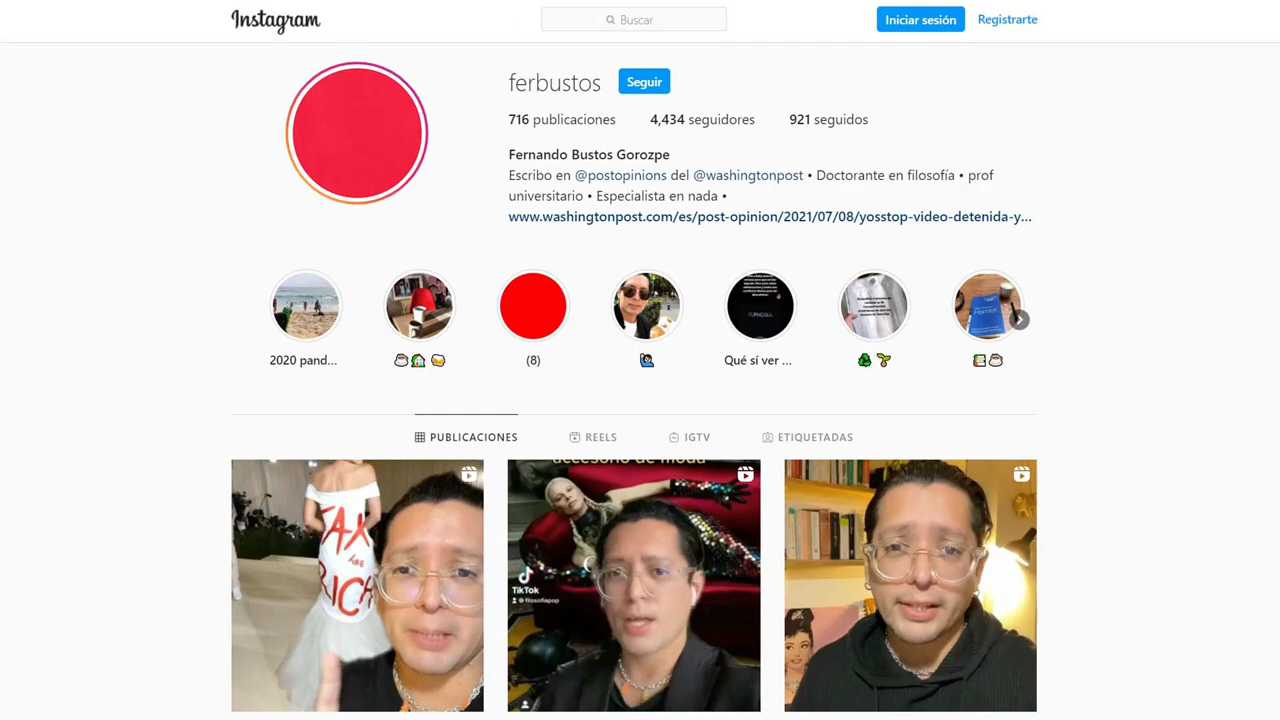 Instagram
Buscar
Iniciar sesión
Registrarte
ferbustos
Seguir
716 publicaciones
4,434 seguidores
921 seguidos
Fernando Bustos Gorozpe
Escribo en @postopinions del @washingtonpost • Doctorante en filosofía • prof
universitario • Especialista en nada •
www.washingtonpost.com/es/post-opinion/2021/07/08/yosstop-video-detenida-y...
2020 pand...
(8)
Qué sí ver ...
PUBLICACIONES
REELS
IGTV
ETIQUETADAS
TAX
THE
RICH
accesorio de moda
TikTok
@filosofiapop